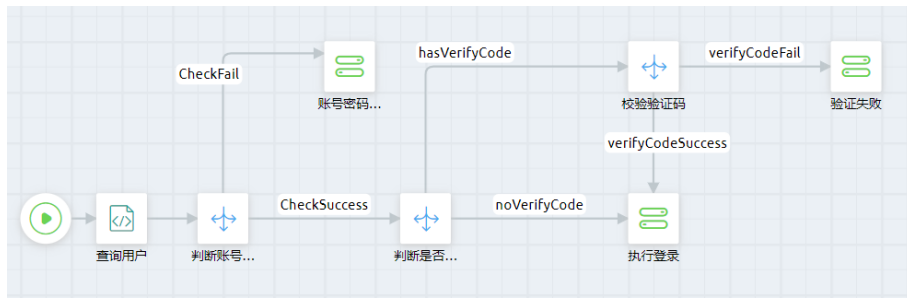 hasVerifyCode
verifyCodeFail
CheckFail
账号密码...
校验验证码
验证失败
verifyCodeSuccess
CheckSuccess
noVerifyCode
查询用户
判断账号...
判断是否...
执行登录